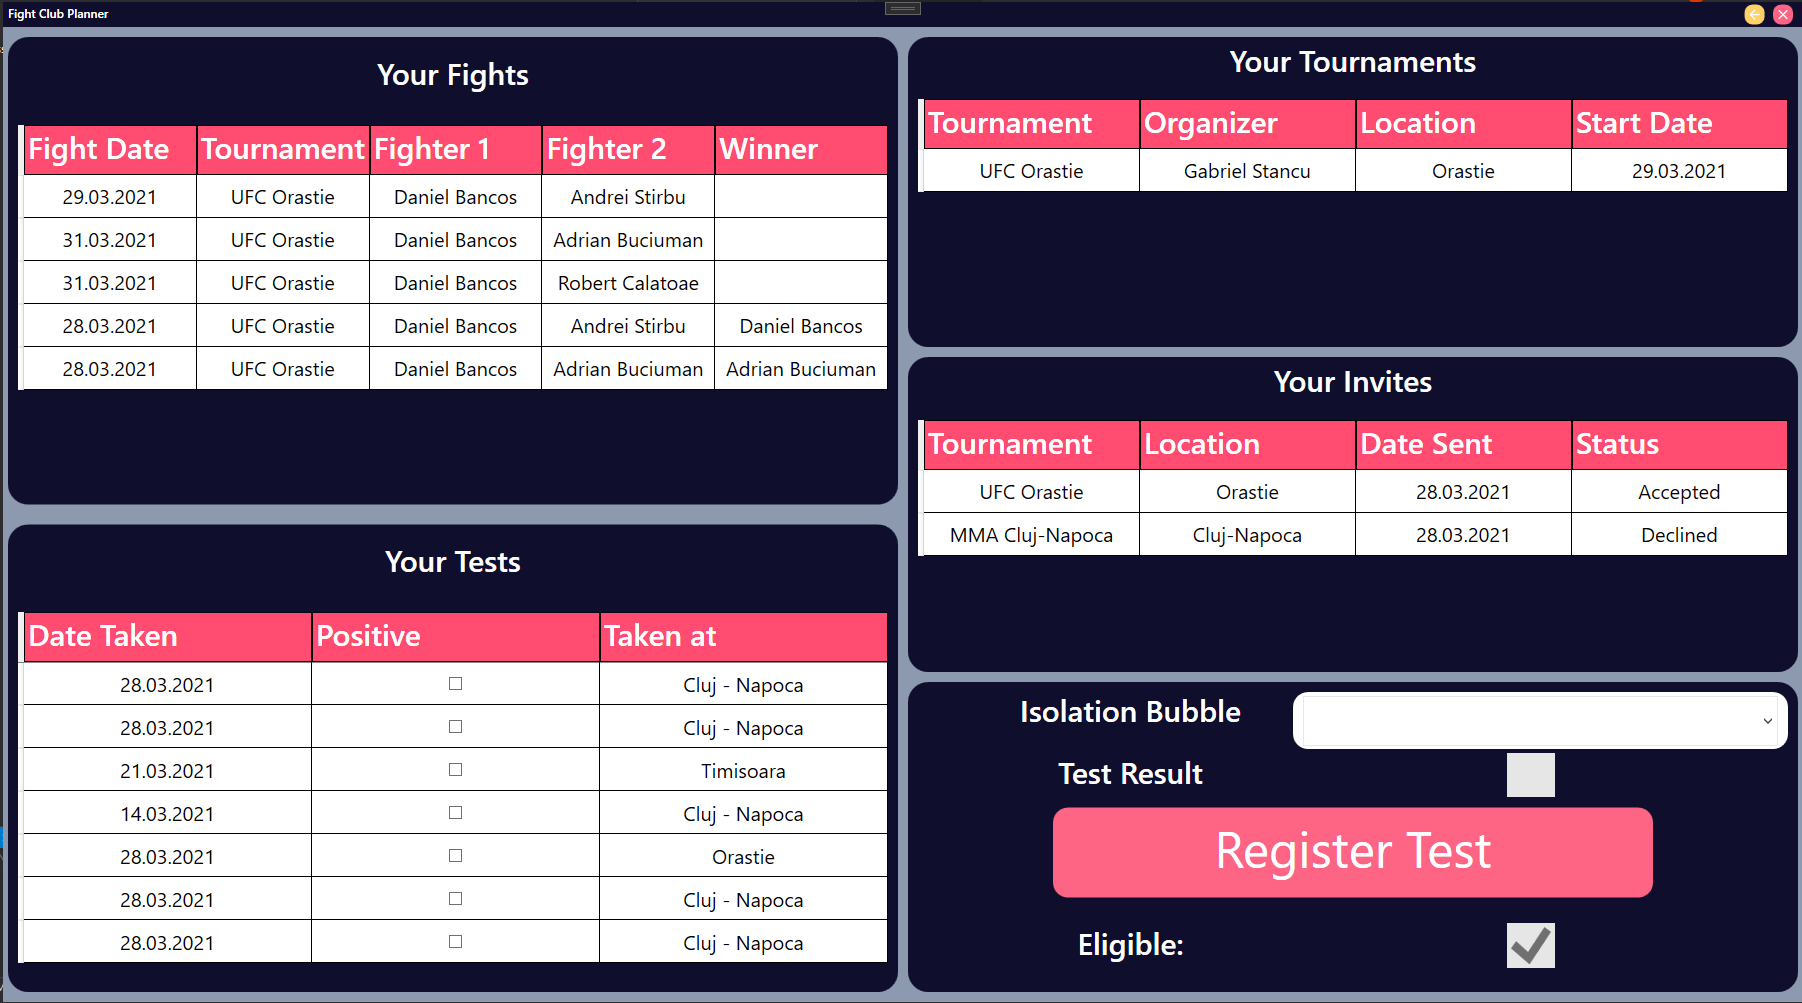 Fight Club Planner
Your Fights
Fight Date Tournament Fighter 1 Fighter 2 Winner
29.03.2021 UFC Orastie Daniel Bancos Andrei Stirbu
31.03.2021 UFC Orastie Daniel Bancos Adrian Buciuman
31.03.2021 UFC Orastie Daniel Bancos Robert Calatoae
28.03.2021 UFC Orastie Daniel Bancos Andrei Stirbu Daniel Bancos
28.03.2021 UFC Orastie Daniel Bancos Adrian Buciuman Adrian Buciuman
Your Tests
Date Taken Positive Taken at
28.03.2021 Cluj - Napoca
28.03.2021 Cluj - Napoca
21.03.2021 Timisoara
14.03.2021 Cluj - Napoca
28.03.2021 Orastie
28.03.2021 Cluj - Napoca
28.03.2021 Cluj - Napoca
Your Tournaments
Tournament Organizer Location Start Date
UFC Orastie Gabriel Stancu Orastie 29.03.2021
Your Invites
Tournament Location Date Sent Status
UFC Orastie Orastie 28.03.2021 Accepted
MMA Cluj-Napoca Cluj-Napoca 28.03.2021 Declined
Isolation Bubble
Test Result
Register Test
Eligible: